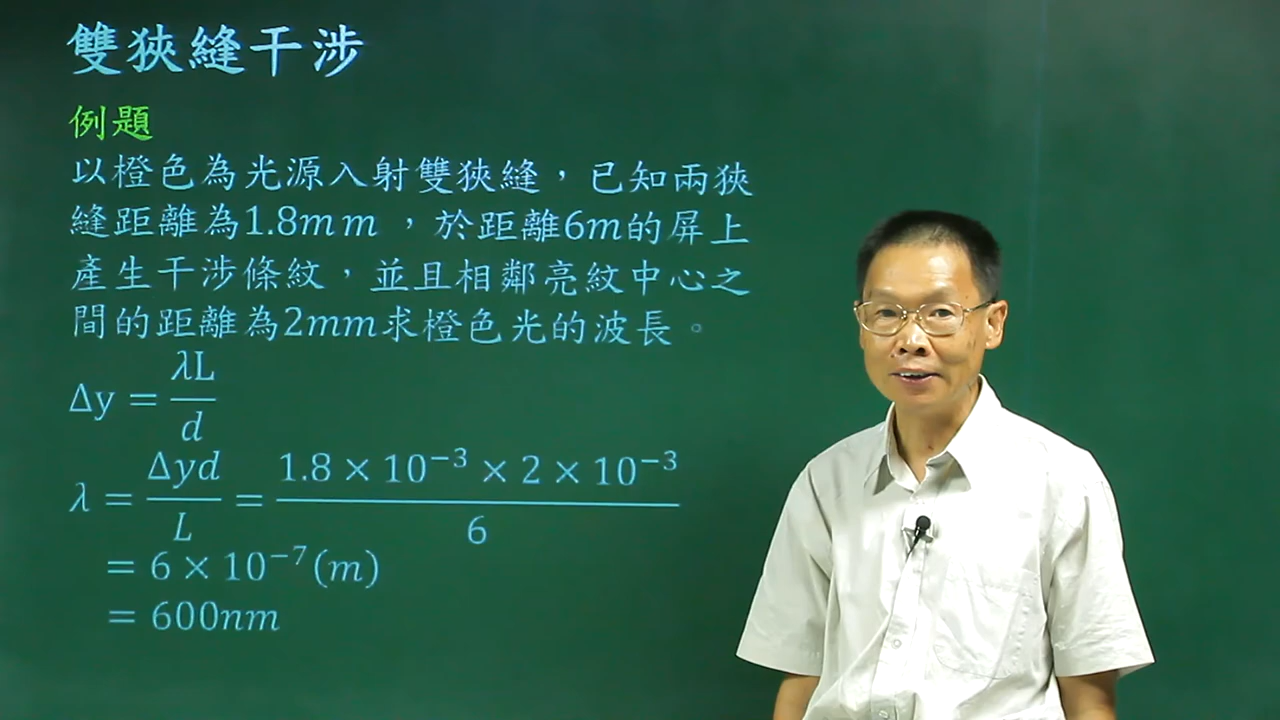 雙狹縫干涉
例題
以橙色為光源入射雙狹縫，已知兩狹
縫距離為1.8mm，於距離6m的屏上
產生干涉條紋，並且相鄰亮紋中心之
間的距離為2mm求橙色光的波長。
Δy = λL/d
λ = Δyd/L = 1.8 × 10⁻³ × 2 × 10⁻³/6
= 6 × 10⁻⁷(m)
= 600nm